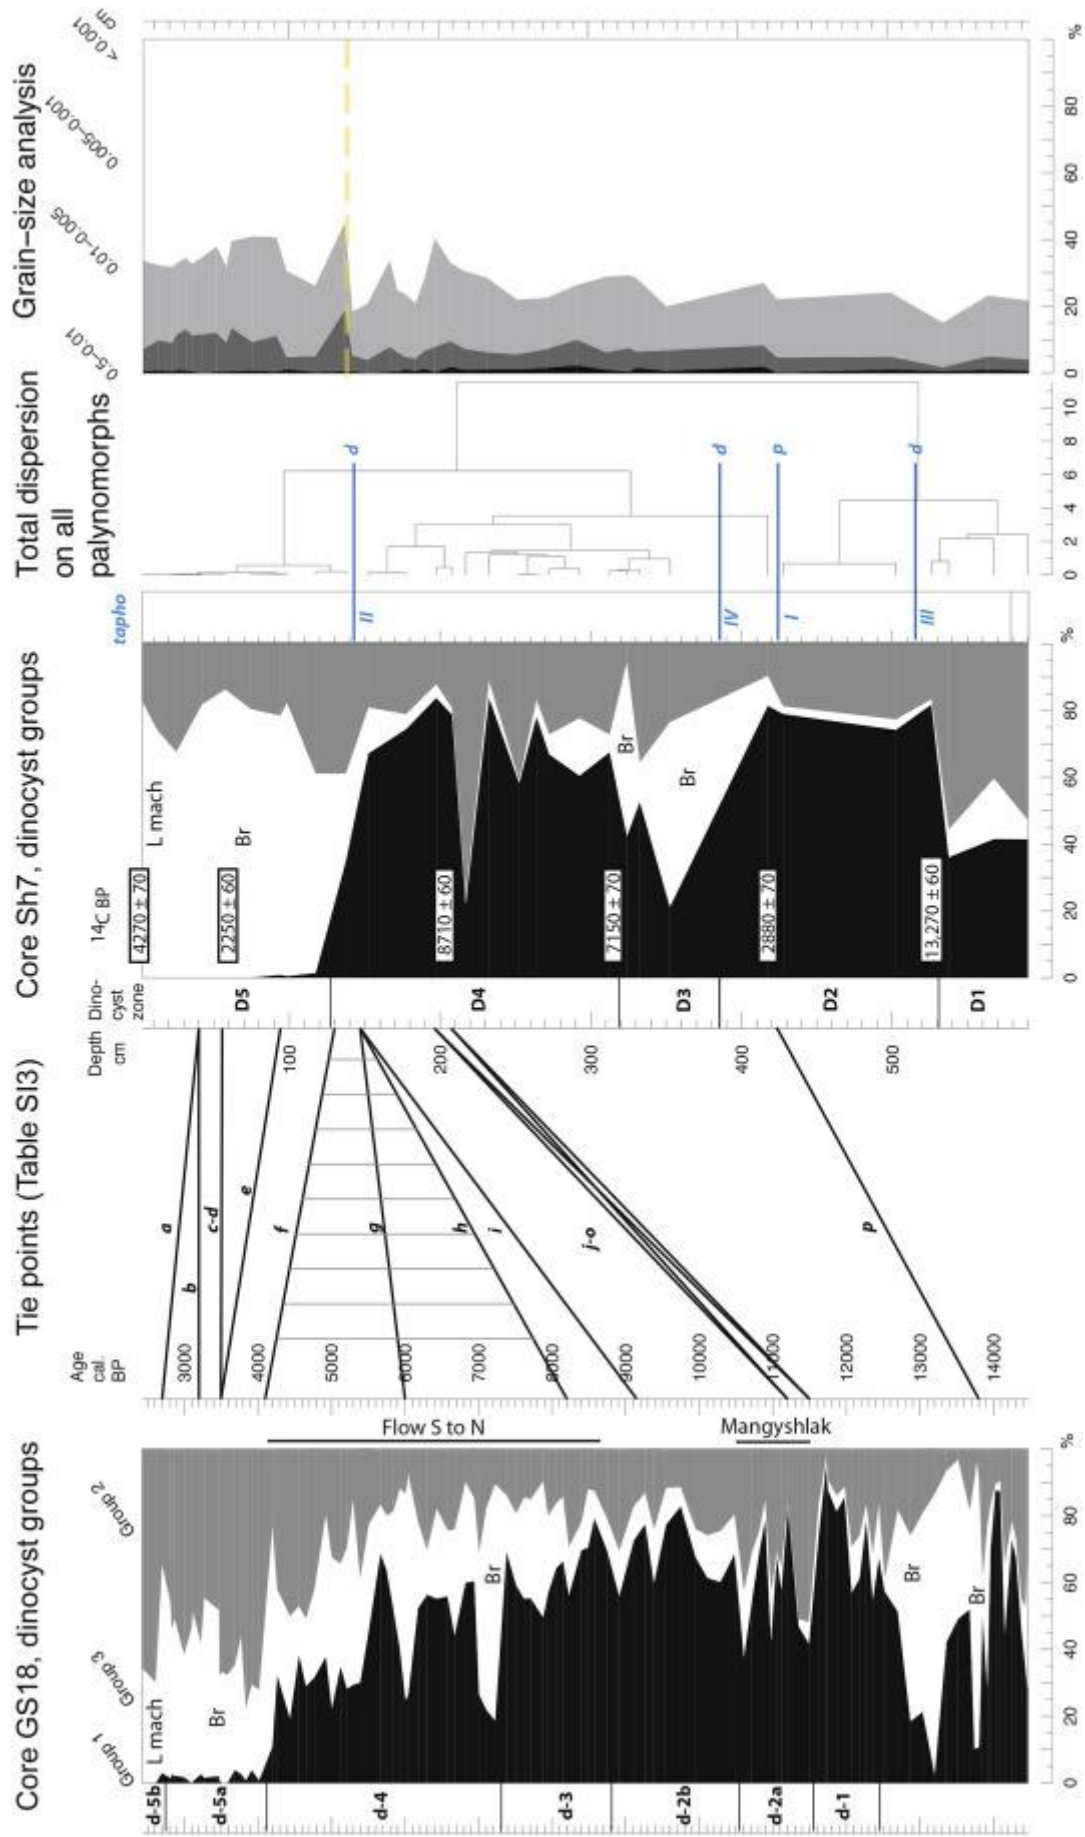 Core GS18, dinocyst groups
Tie points (Table SI3)
Core Sh7, dinocyst groups
Total dispersion
on all
palynomorphs
Grain-size analysis
Group 1
Group 3
Group 2
Age
cal.
BP
Depth
cm
Dino-
cyst
zone
14C BP
tapho
0.5-0.01
0.01-0.005
0.005-0.001
< 0.001
cm
d-5b
d-5a
d-4
d-3
d-2b
d-2a
d-1
L mach
Br
Br
Br
Br
Flow S to N
Mangyshlak
3000
4000
5000
6000
7000
8000
9000
10000
11000
12000
13000
14000
a
b
c-d
e
f
g
h
i
j-o
p
100
200
300
400
500
D5
D4
D3
D2
D1
4270 ± 70
2250 ± 60
8710 ± 60
7150 ± 70
2880 ± 70
13,270 ± 60
L mach
Br
Br
Br
II
IV
I
III
d
d
p
d
0 20 40 60 80 %
0 20 40 60 80 %
0 2 4 6 8 10
0 20 40 60 80 %